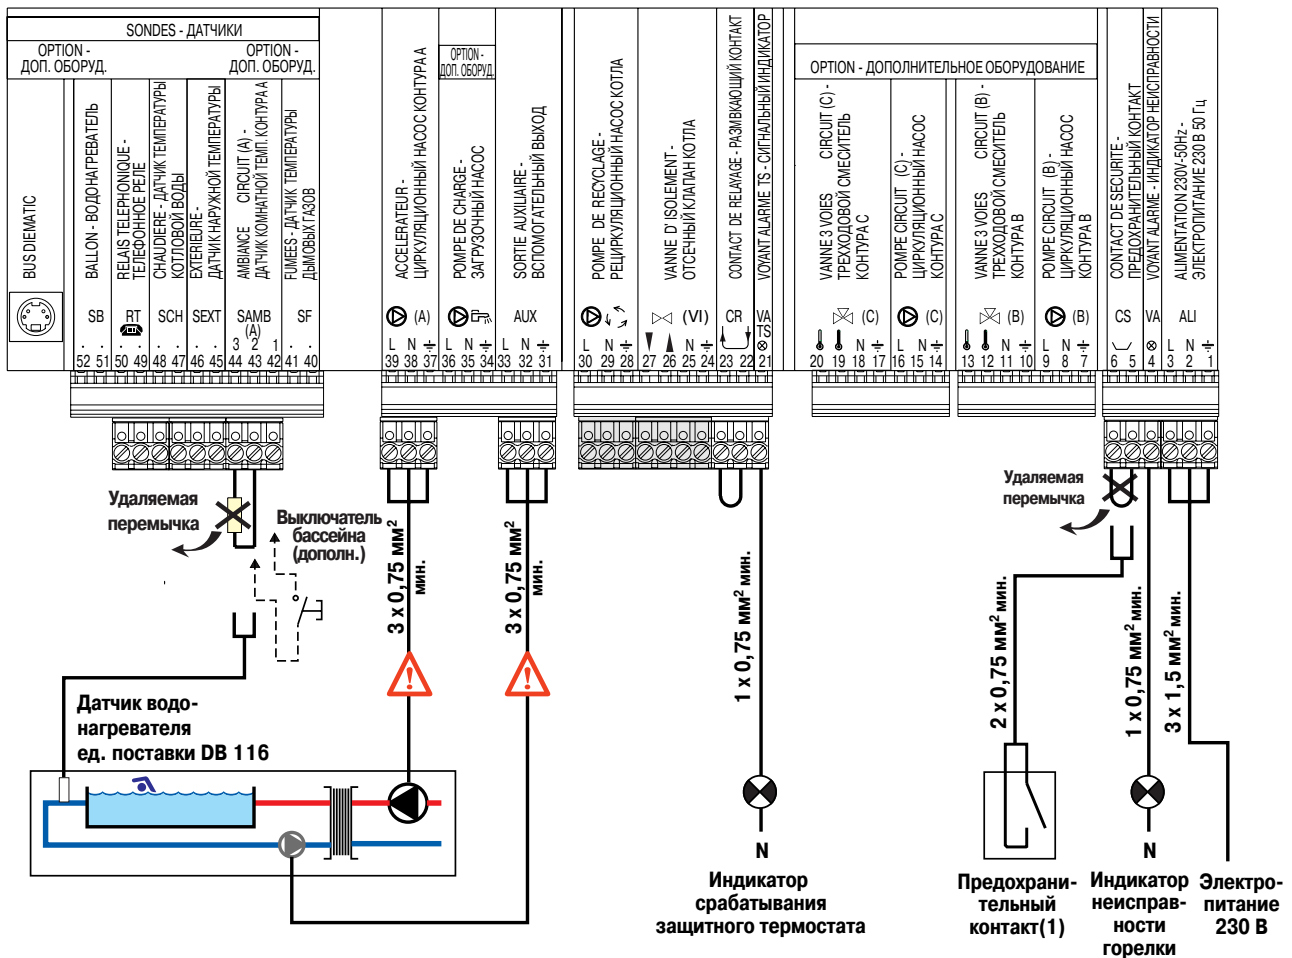 SONDES - ДАТЧИКИ
OPTION -
ДОП. ОБОРУД.
OPTION -
ДОП. ОБОРУД.
BUS DIEMATIC
BALLON - ВОДОНАГРЕВАТЕЛЬ
RELAIS TELEPHONIQUE -
ТЕЛЕФОННОЕ РЕЛЕ
CHAUDIERE - ДАТЧИК ТЕМПЕРАТУРЫ
КОТЛОВОЙ ВОДЫ
EXTERIEURE -
ДАТЧИК НАРУЖНОЙ ТЕМПЕРАТУРЫ
AMBIANCE CIRCUIT (A) -
ДАТЧИК КОМНАТНОЙ ТЕМП. КОНТУРА А
FUMEES - ДАТЧИК ТЕМПЕРАТУРЫ
ДЫМОВЫХ ГАЗОВ
ACCELERATEUR -
ЦИРКУЛЯЦИОННЫЙ НАСОС КОНТУРА А
OPTION -
ДОП. ОБОРУД.
POMPE DE CHARGE -
ЗАГРУЗОЧНЫЙ НАСОС
SORTIE AUXILIAIRE -
ВСПОМОГАТЕЛЬНЫЙ ВЫХОД
POMPE DE RECYCLAGE -
РЕЦИРКУЛЯЦИОННЫЙ НАСОС КОТЛА
VANNE D' ISOLEMENT -
ОТСЕЧНЫЙ КЛАПАН КОТЛА
CONTACT DE RELAYAGE - РАЗМВКАЮЩИЙ КОНТАКТ
VOYANT ALARME TS - СИГНАЛЬНЫЙ ИНДИКАТОР
OPTION - ДОПОЛНИТЕЛЬНОЕ ОБОРУДОВАНИЕ
VANNE 3 VOIES CIRCUIT (C) -
ТРЕХХОДОВОЙ СМЕСИТЕЛЬ
КОНТУРА С
POMPE CIRCUIT (C) -
ЦИРКУЛЯЦИОННЫЙ НАСОС
КОНТУРА С
VANNE 3 VOIES CIRCUIT (B) -
ТРЕХХОДОВОЙ СМЕСИТЕЛЬ
КОНТУРА В
POMPE CIRCUIT (B) -
ЦИРКУЛЯЦИОННЫЙ НАСОС
КОНТУРА В
CONTACT DE SECURITE -
ПРЕДОХРАНИТЕЛЬНЫЙ КОНТАКТ
VOYANT ALARME - ИНДИКАТОР НЕИСПРАВНОСТИ
ALIMENTATION 230V-50Hz -
ЭЛЕКТРОПИТАНИЕ 230 В 50 Гц
SB RT SCH SEXT SAMB (A) SF (A) AUX (VI) CR VA TS (C) (C) (B) (B) CS VA ALI
3 2 1 L N L N L N L N N L N N L N N L N L N
52 51 50 49 48 47 46 45 44 43 42 41 40 39 38 37 36 35 34 33 32 31 30 29 28 27 26 25 24 23 22 21 20 19 18 17 16 15 14 13 12 11 10 9 8 7 6 5 4 3 2 1
Удаляемая
перемычка
Выключатель
бассейна
(дополн.)
3 x 0,75 мм² мин.
3 x 0,75 мм² мин.
1 x 0,75 мм² мин.
Удаляемая
перемычка
2 x 0,75 мм² мин.
1 x 0,75 мм² мин.
3 x 1,5 мм² мин.
Датчик водо-
нагревателя
ед. поставки DB 116
N
Индикатор
срабатывания
защитного термостата
Предохрани-
тельный
контакт(1)
N
Индикатор
неисправ-
ности
горелки
Электро-
питание
230 В